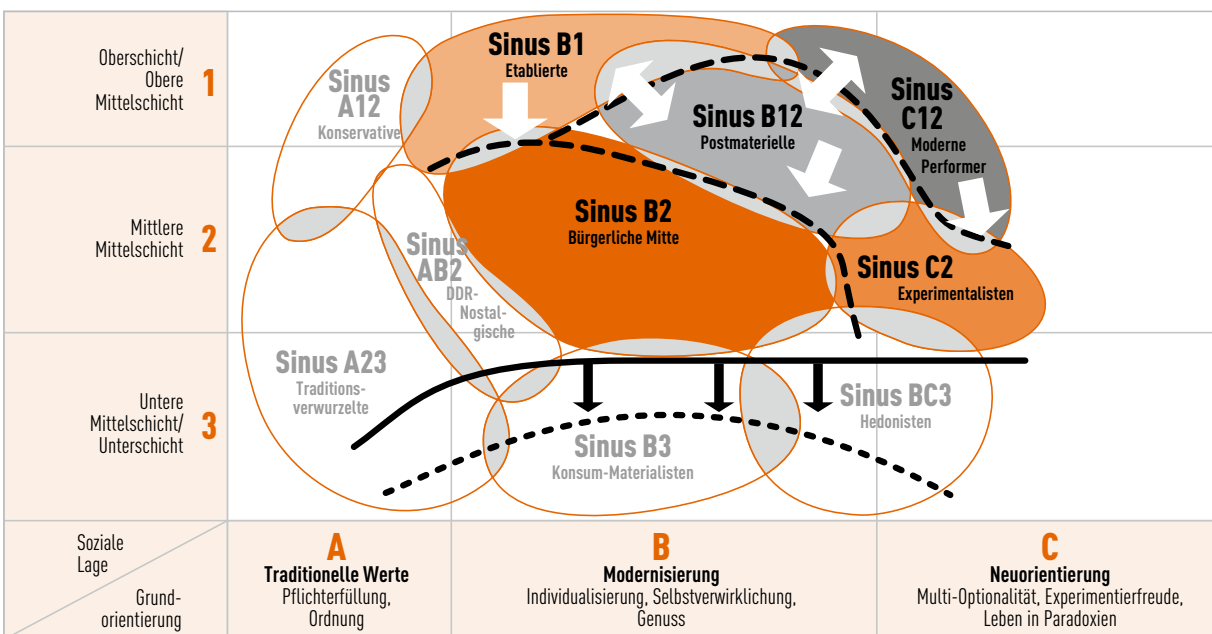 Oberschicht/
Obere
Mittelschicht
1
Sinus
A12
Konservative
Sinus B1
Etablierte
Sinus B12
Postmaterielle
Sinus
C12
Moderne
Performer
Mittlere
Mittelschicht
2
Sinus
AB2
DDR-
Nostal-
gische
Sinus B2
Bürgerliche Mitte
Sinus C2
Experimentalisten
Untere
Mittelschicht/
Unterschicht
3
Sinus A23
Traditions-
verwurzelte
Sinus B3
Konsum-Materialisten
Sinus BC3
Hedonisten
Soziale
Lage
Grund-
orientierung
A
Traditionelle Werte
Pflichterfüllung,
Ordnung
B
Modernisierung
Individualisierung, Selbstverwirklichung,
Genuss
C
Neuorientierung
Multi-Optionalität, Experimentierfreude,
Leben in Paradoxien